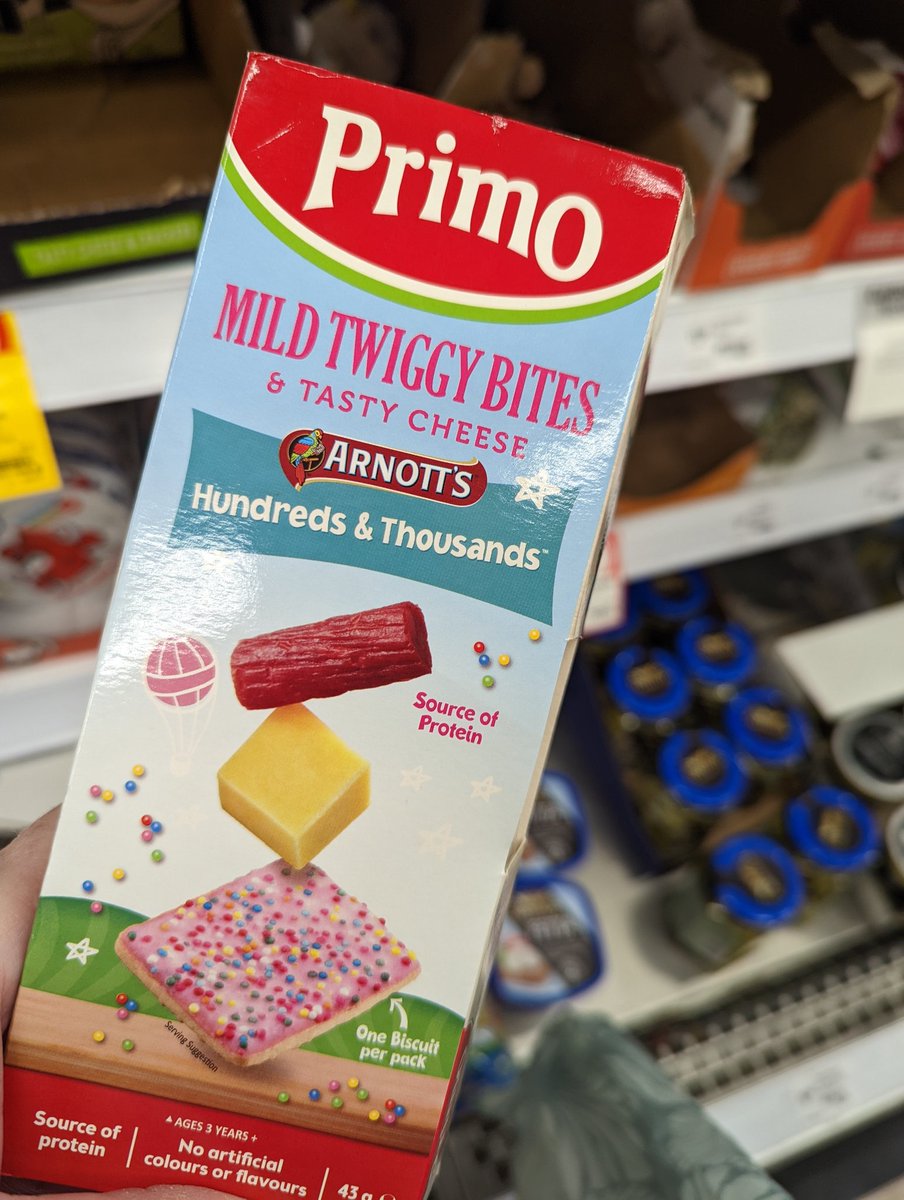 Primo
MILD TWIGGY BITES
& TASTY CHEESE
ARNOTT'S
Hundreds & Thousands™
Source of
Protein
One Biscuit
per pack
Serving Suggestion
Source of
protein
AGES 3 YEARS +
No artificial
colours or flavours
43 g